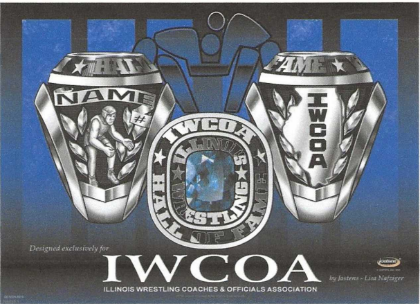 HALL
FAME
NAME
#
IWCOA
IWCOA
ILLINOIS
WRESTLING
HALL OF FAME
Designed exclusively for
IWCOA
by Jostens - Lisa Nafzager
ILLINOIS WRESTLING COACHES & OFFICIALS ASSOCIATION